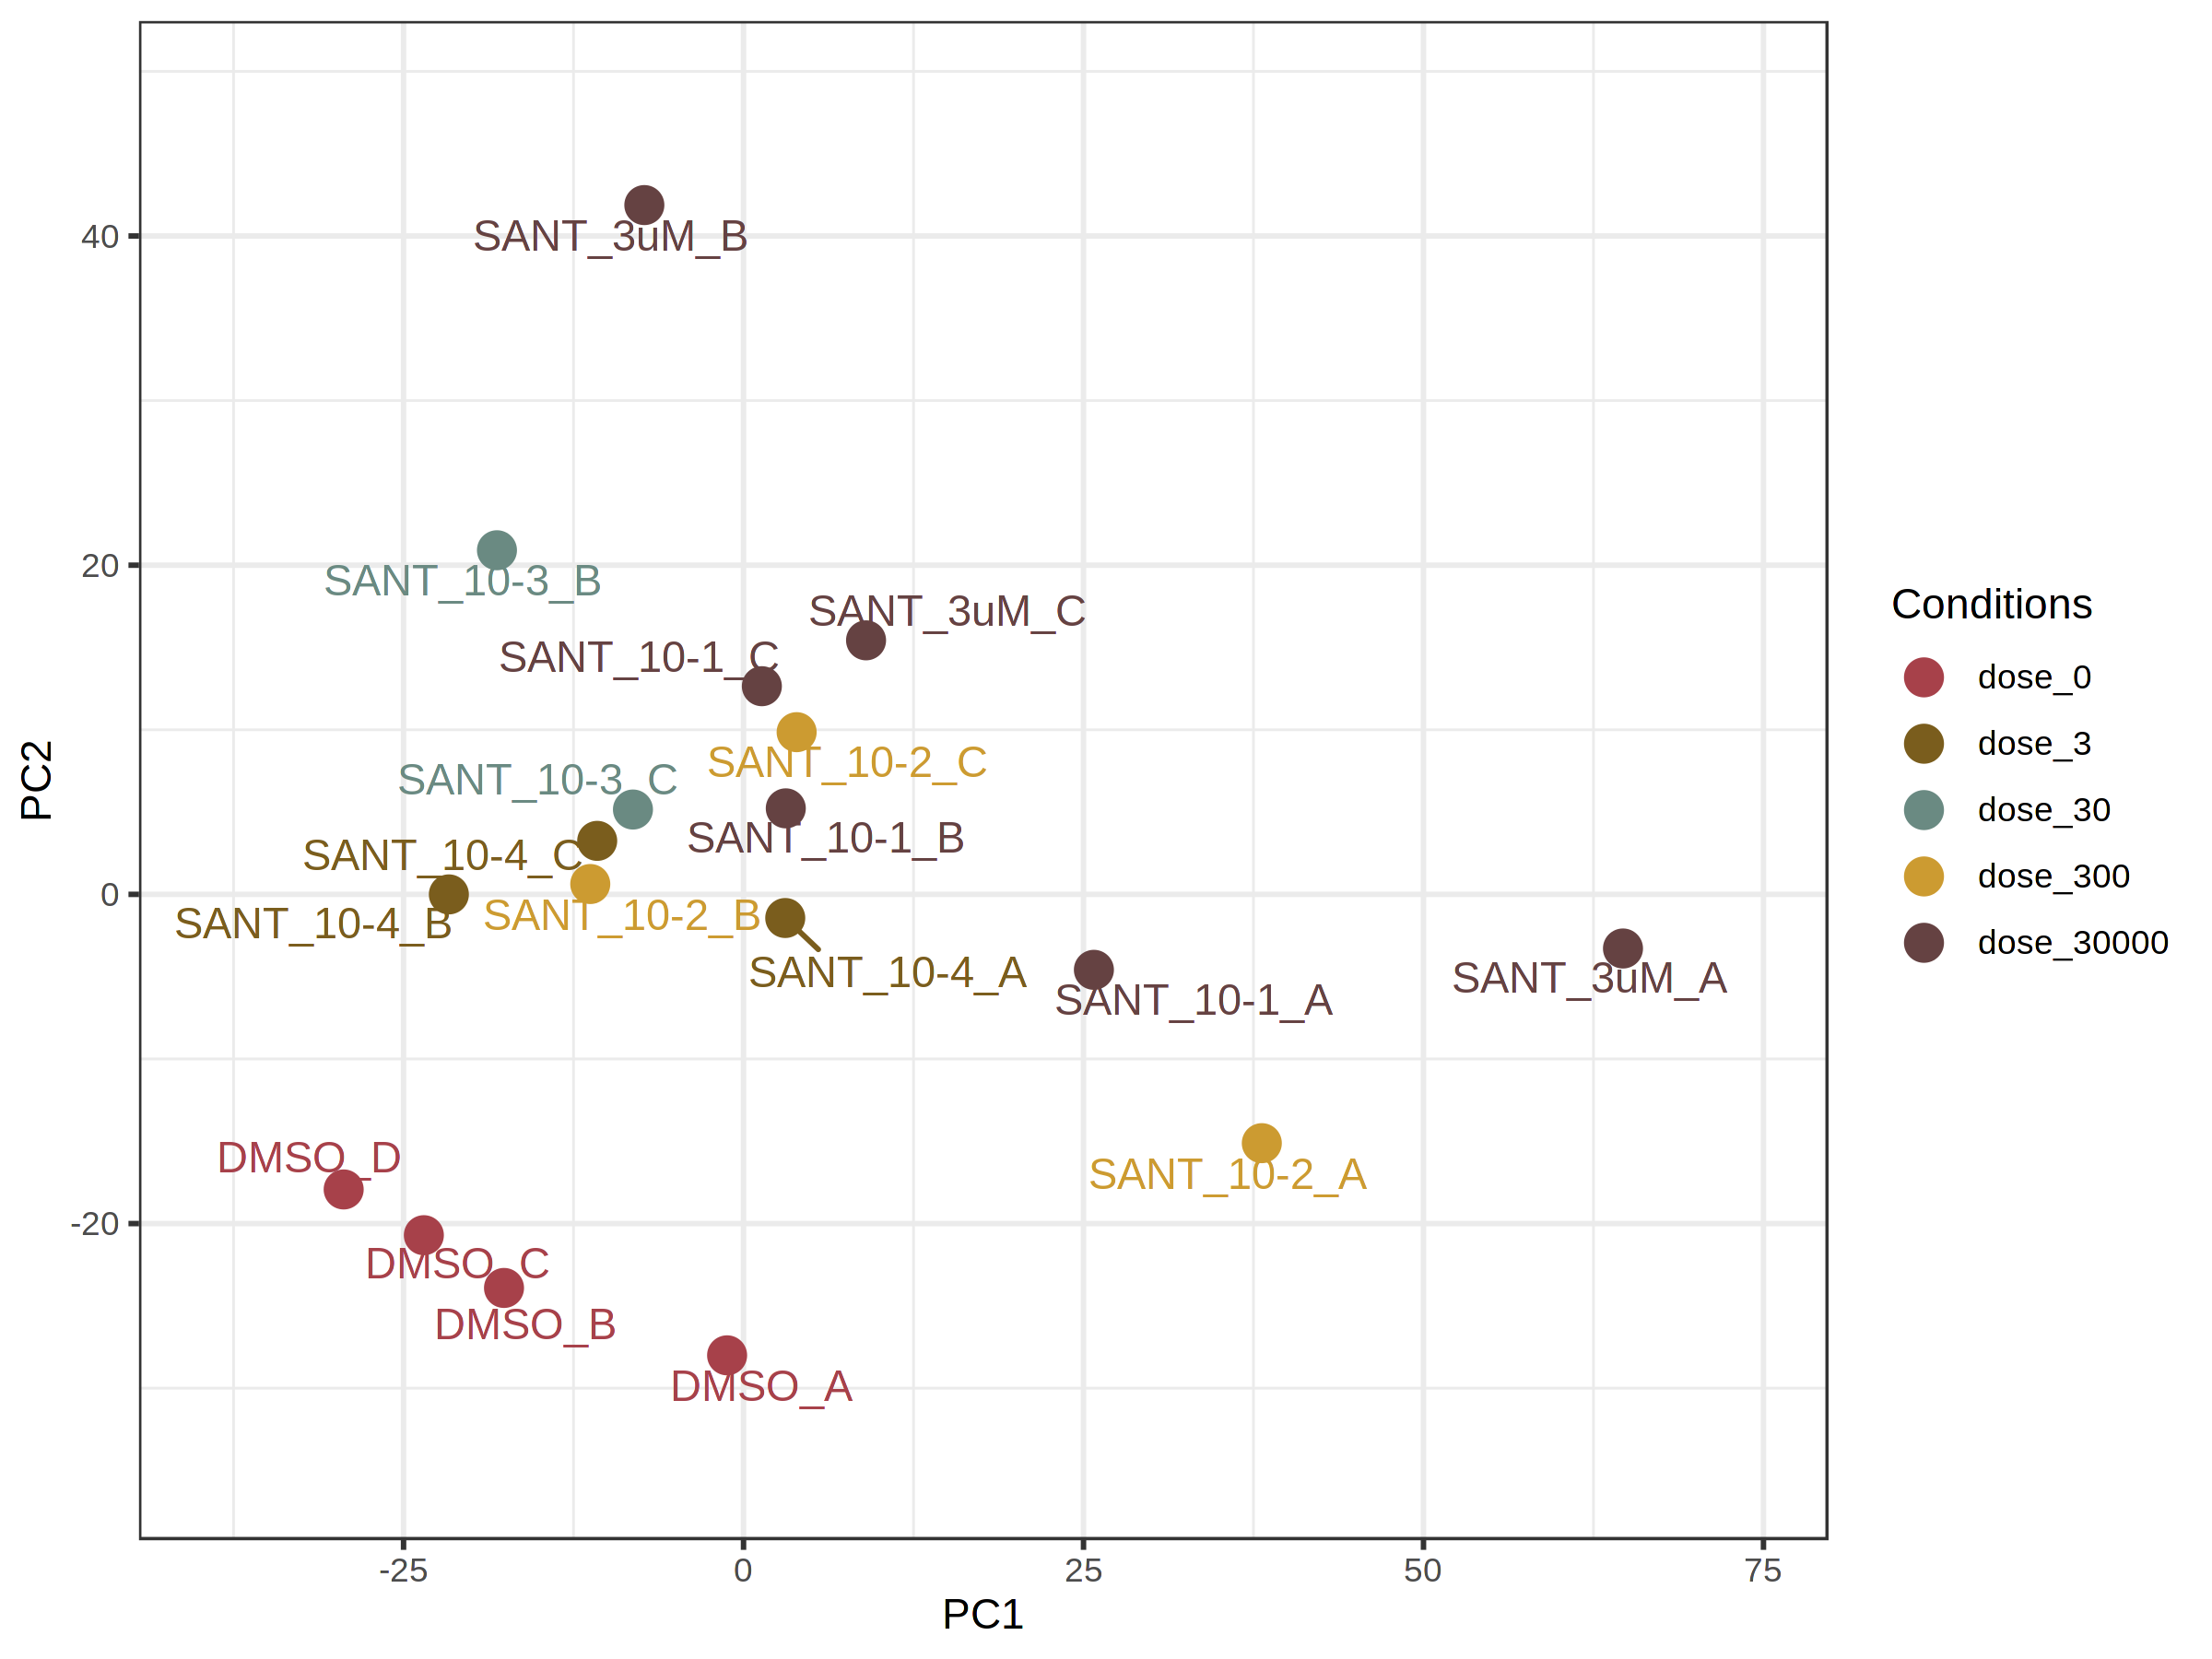 SANT_3uM_B
40
SANT_10-3_B
20
SANT_3uM_C
SANT_10-1_C
SANT_10-2_C
SANT_10-3_C
SANT_10-1_B
SANT_10-4_C
0
SANT_10-4_B
SANT_10-2_B
SANT_10-4_A
SANT_10-1_A
SANT_3uM_A
DMSO_D
SANT_10-2_A
-20
DMSO_C
DMSO_B
DMSO_A
PC2
-25 0 25 50 75
PC1
Conditions
dose_0
dose_3
dose_30
dose_300
dose_30000